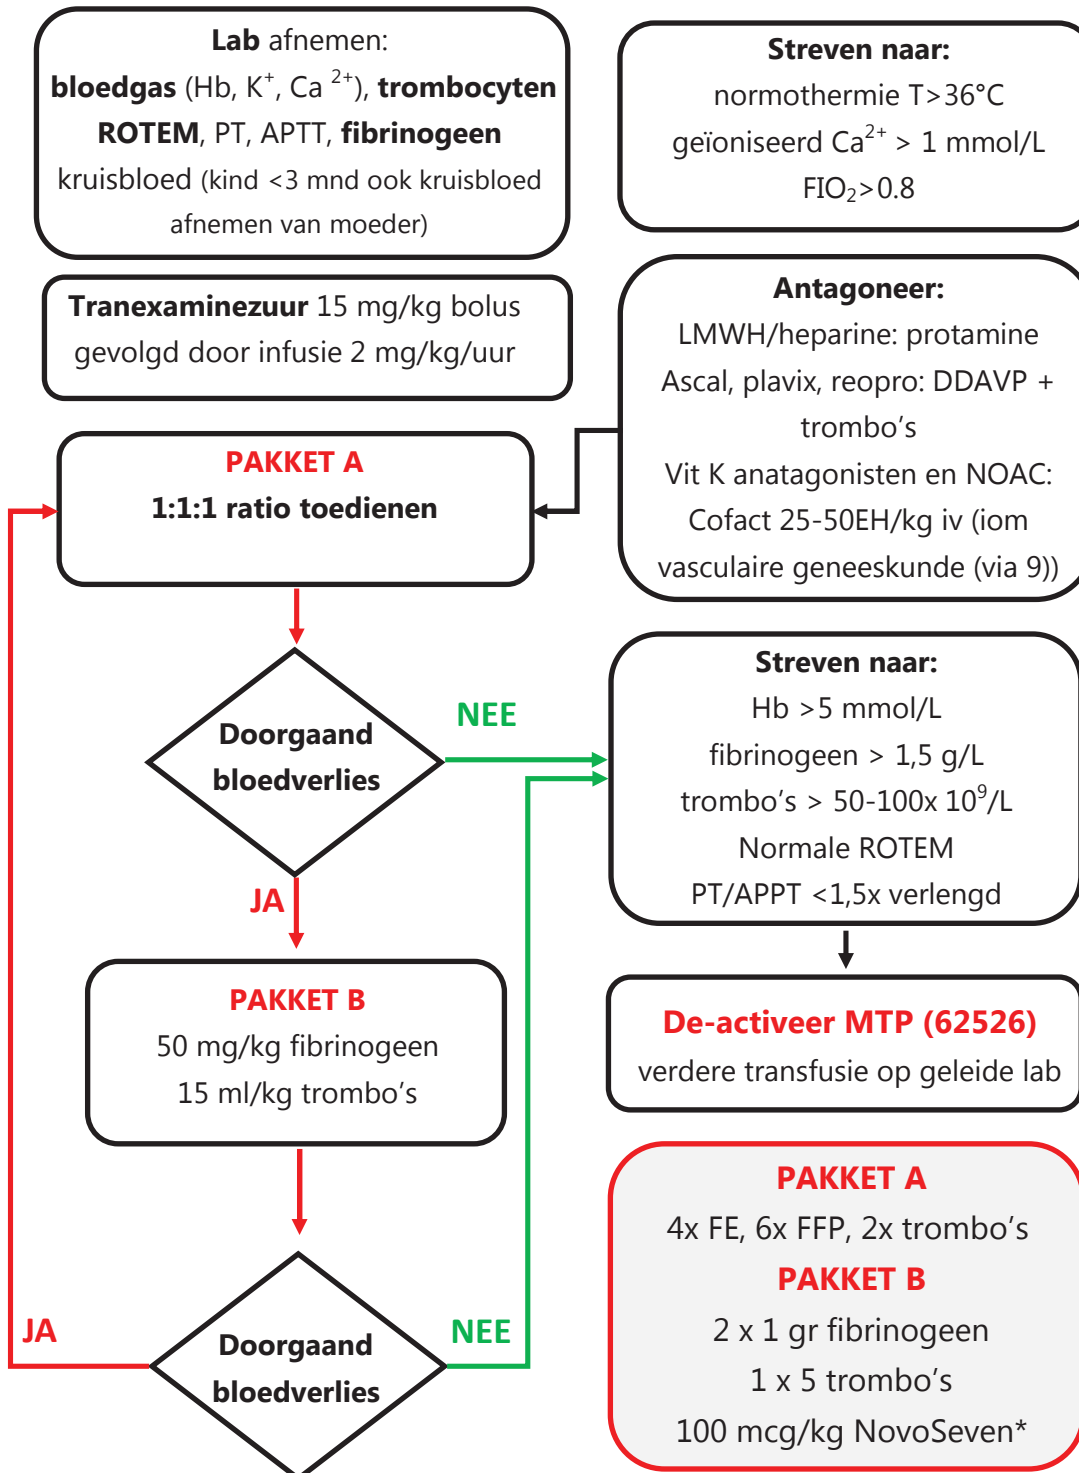 Lab afnemen:
bloedgas (Hb, K⁺, Ca ²⁺), trombocyten
ROTEM, PT, APTT, fibrinogeen
kruisbloed (kind <3 mnd ook kruisbloed
afnemen van moeder)
Streven naar:
normothermie T>36°C
geïoniseerd Ca²⁺ > 1 mmol/L
FIO₂>0.8
Tranexaminezuur 15 mg/kg bolus
gevolgd door infusie 2 mg/kg/uur
Antagoneer:
LMWH/heparine: protamine
Ascal, plavix, reopro: DDAVP +
trombo's
Vit K anatagonisten en NOAC:
Cofact 25-50EH/kg iv (iom
vasculaire geneeskunde (via 9))
PAKKET A
1:1:1 ratio toedienen
Doorgaand
bloedverlies
NEE
JA
Streven naar:
Hb >5 mmol/L
fibrinogeen > 1,5 g/L
trombo's > 50-100x 10⁹/L
Normale ROTEM
PT/APPT <1,5x verlengd
PAKKET B
50 mg/kg fibrinogeen
15 ml/kg trombo's
De-activeer MTP (62526)
verdere transfusie op geleide lab
Doorgaand
bloedverlies
JA
NEE
PAKKET A
4x FE, 6x FFP, 2x trombo's
PAKKET B
2 x 1 gr fibrinogeen
1 x 5 trombo's
100 mcg/kg NovoSeven*